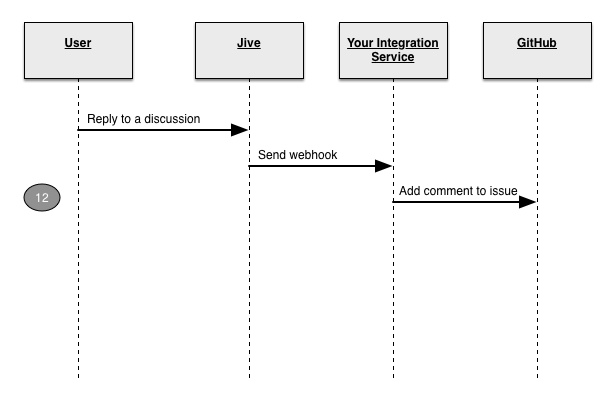 User
Jive
Your Integration
Service
GitHub
Reply to a discussion
Send webhook
Add comment to issue
12